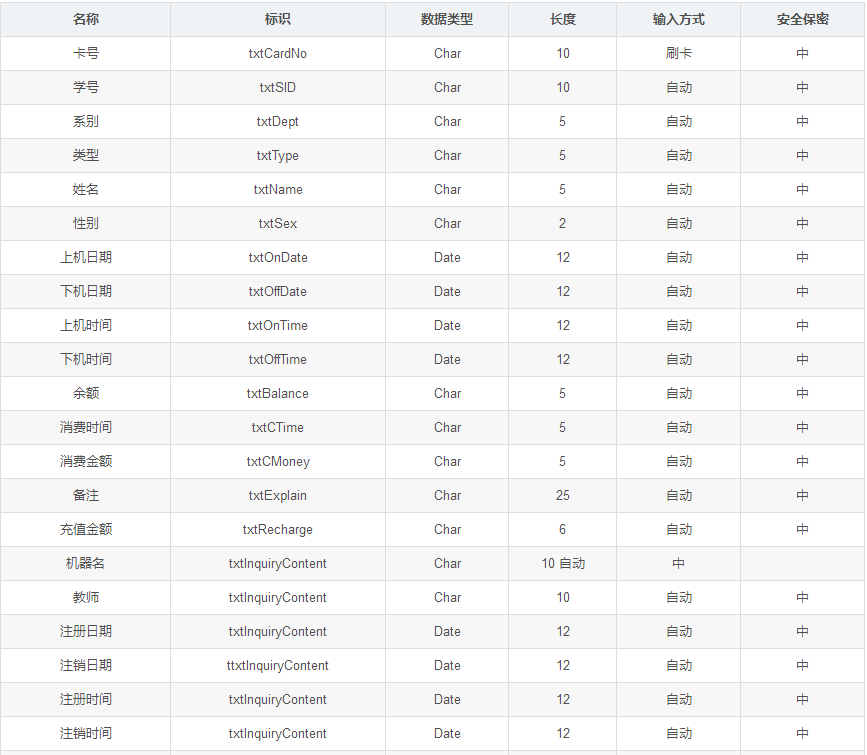 名称 标识 数据类型 长度 输入方式 安全保密
卡号 txtCardNo Char 10 刷卡 中
学号 txtSID Char 10 自动 中
系别 txtDept Char 5 自动 中
类型 txtType Char 5 自动 中
姓名 txtName Char 5 自动 中
性别 txtSex Char 2 自动 中
上机日期 txtOnDate Date 12 自动 中
下机日期 txtOffDate Date 12 自动 中
上机时间 txtOnTime Date 12 自动 中
下机时间 txtOffTime Date 12 自动 中
余额 txtBalance Char 5 自动 中
消费时间 txtCTime Char 5 自动 中
消费金额 txtCMoney Char 5 自动 中
备注 txtExplain Char 25 自动 中
充值金额 txtRecharge Char 6 自动 中
机器名 txtInquiryContent Char 10 自动 中
教师 txtInquiryContent Char 10 自动 中
注册日期 txtInquiryContent Date 12 自动 中
注销日期 ttxtInquiryContent Date 12 自动 中
注册时间 txtInquiryContent Date 12 自动 中
注销时间 txtInquiryContent Date 12 自动 中